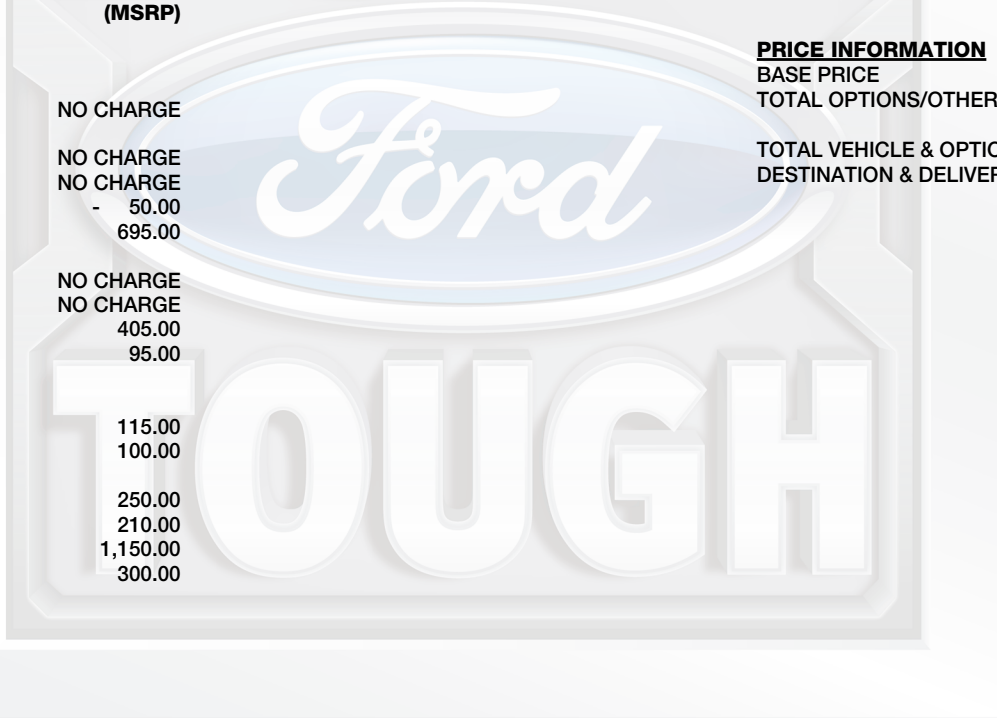 (MSRP)
NO CHARGE
NO CHARGE
NO CHARGE
- 50.00
695.00
NO CHARGE
NO CHARGE
405.00
95.00
115.00
100.00
250.00
210.00
1,150.00
300.00
PRICE INFORMATION
BASE PRICE
TOTAL OPTIONS/OTHER
TOTAL VEHICLE & OPTIO
DESTINATION & DELIVER
Ford
TOUGH